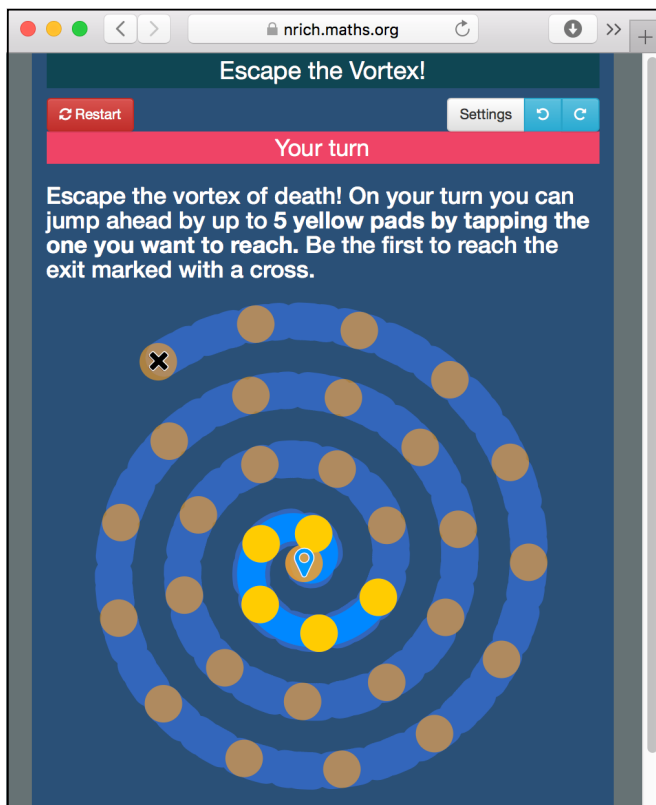 nrich.maths.org
Escape the Vortex!
Restart
Settings
Your turn
Escape the vortex of death! On your turn you can
jump ahead by up to 5 yellow pads by tapping the
one you want to reach. Be the first to reach the
exit marked with a cross.